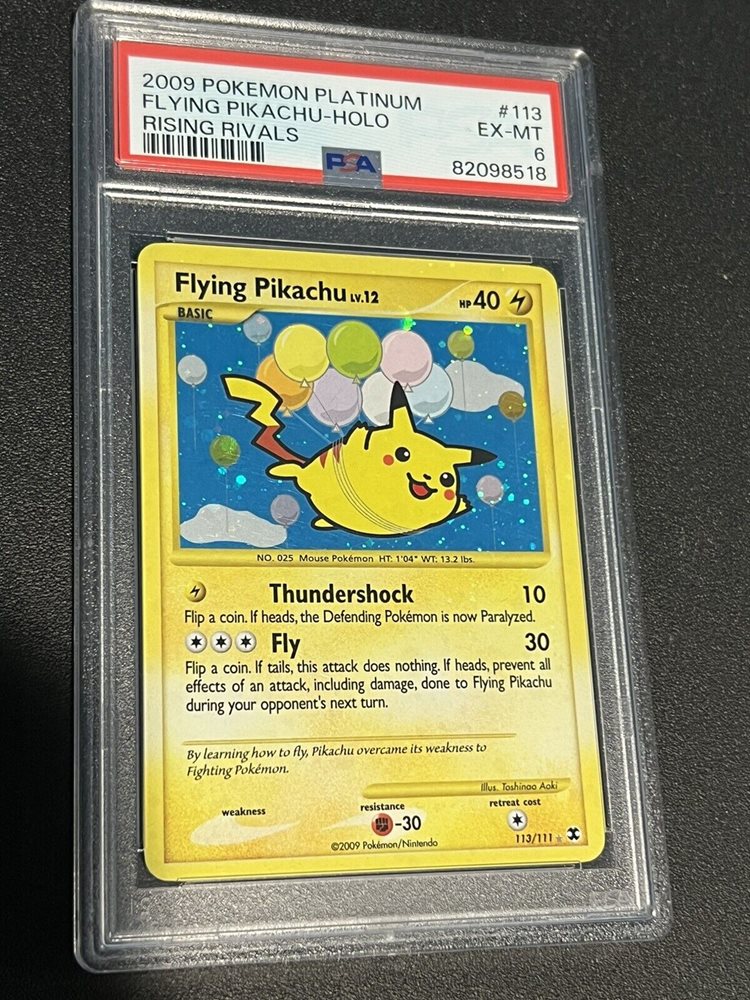 2009 POKEMON PLATINUM #113
FLYING PIKACHU-HOLO EX-MT
RISING RIVALS 6
PSA 82098518
Flying Pikachu LV.12 HP 40
BASIC
NO. 025 Mouse Pokémon HT: 1'04" WT: 13.2 lbs.
Thundershock 10
Flip a coin. If heads, the Defending Pokémon is now Paralyzed.
Fly 30
Flip a coin. If tails, this attack does nothing. If heads, prevent all
effects of an attack, including damage, done to Flying Pikachu
during your opponent's next turn.
By learning how to fly, Pikachu overcame its weakness to
Fighting Pokémon.
Illus. Toshinao Aoki
weakness resistance retreat cost
-30
©2009 Pokémon/Nintendo 113/111